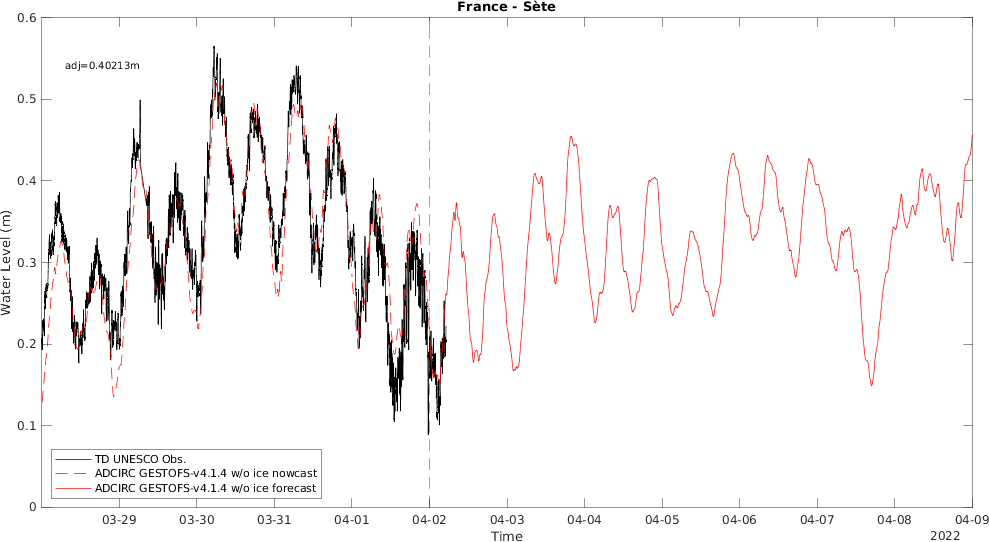 France - Sète
adj=0.40213m
0.6
0.5
0.4
0.3
0.2
0.1
0
Water Level (m)
TD UNESCO Obs.
ADCIRC GESTOFS-v4.1.4 w/o ice nowcast
ADCIRC GESTOFS-v4.1.4 w/o ice forecast
03-29 03-30 03-31 04-01 04-02 04-03 04-04 04-05 04-06 04-07 04-08 04-09
Time
2022